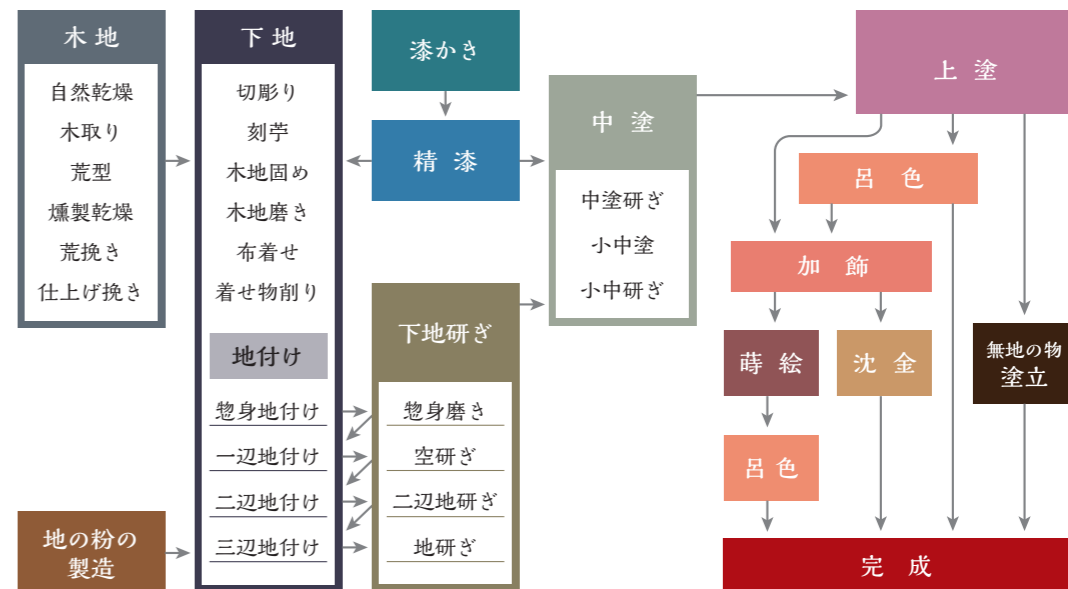 木地
自然乾燥
木取り
荒型
燻製乾燥
荒挽き
仕上げ挽き
下地
切彫り
刻苧
木地固め
木地磨き
布着せ
着せ物削り
地付け
惣身地付け
一辺地付け
二辺地付け
三辺地付け
地の粉の
製造
漆かき
精漆
下地研ぎ
惣身磨き
空研ぎ
二辺地研ぎ
地研ぎ
中塗
中塗研ぎ
小中塗
小中研ぎ
上塗
呂色
加飾
蒔絵
沈金
呂色
無地の物
塗立
完成